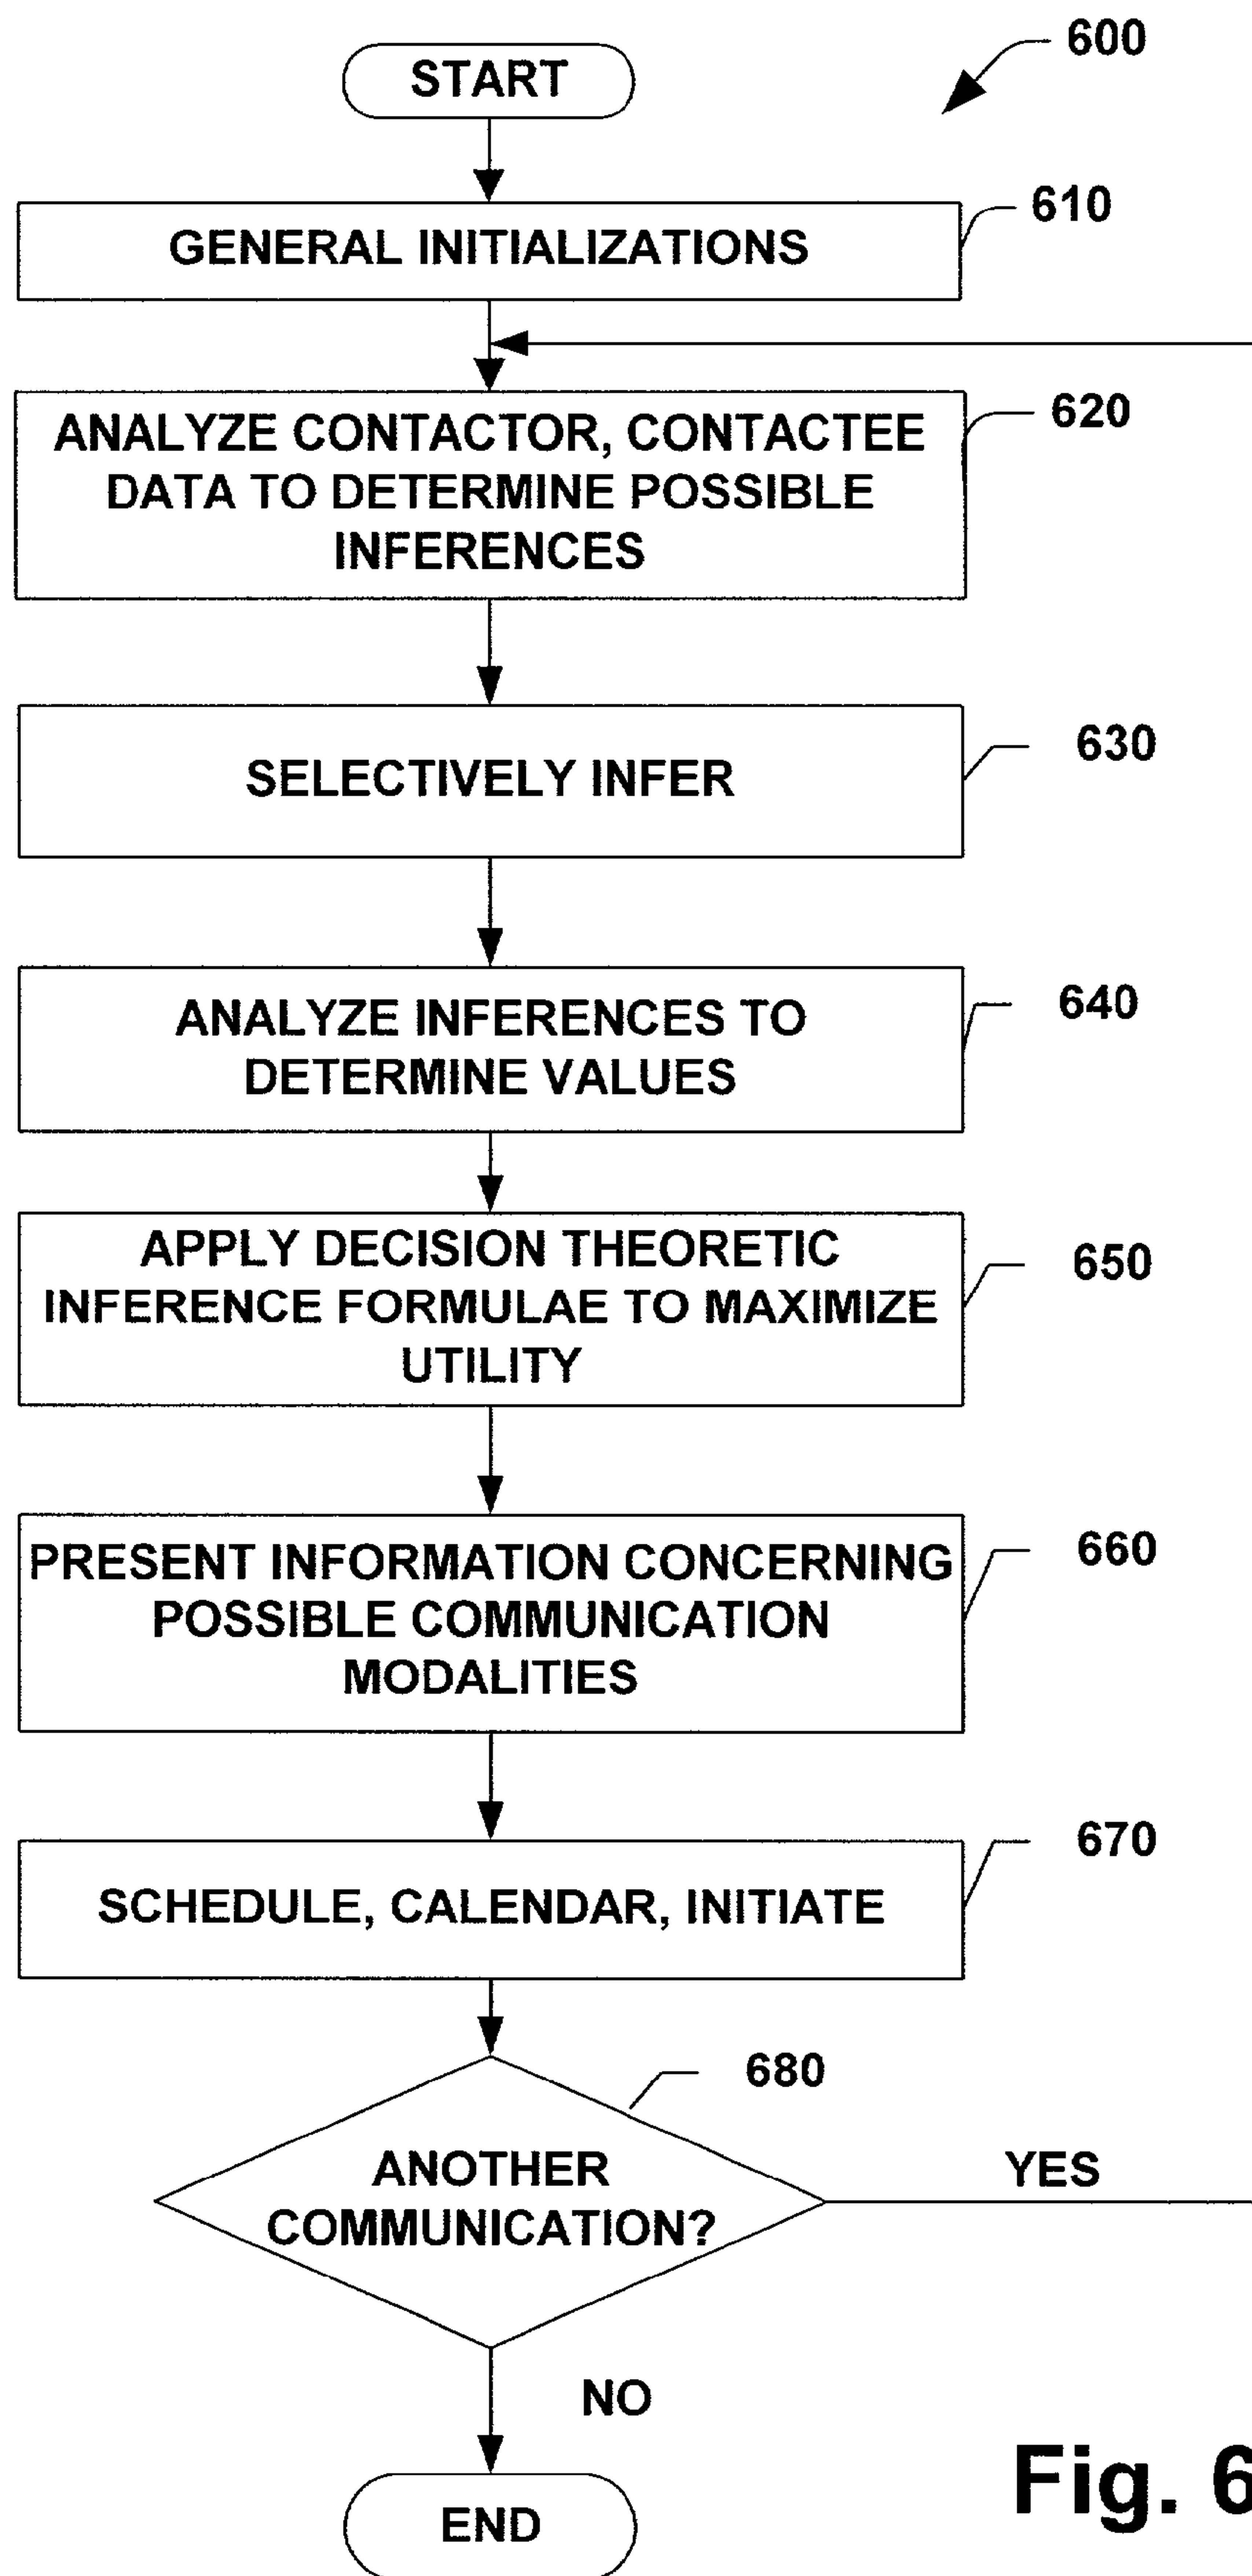 600
START
610
GENERAL INITIALIZATIONS
620
ANALYZE CONTACTOR, CONTACTEE
DATA TO DETERMINE POSSIBLE
INFERENCES
630
SELECTIVELY INFER
640
ANALYZE INFERENCES TO
DETERMINE VALUES
650
APPLY DECISION THEORETIC
INFERENCE FORMULAE TO MAXIMIZE
UTILITY
660
PRESENT INFORMATION CONCERNING
POSSIBLE COMMUNICATION
MODALITIES
670
SCHEDULE, CALENDAR, INITIATE
680
ANOTHER
COMMUNICATION?
YES
NO
END
Fig. 6